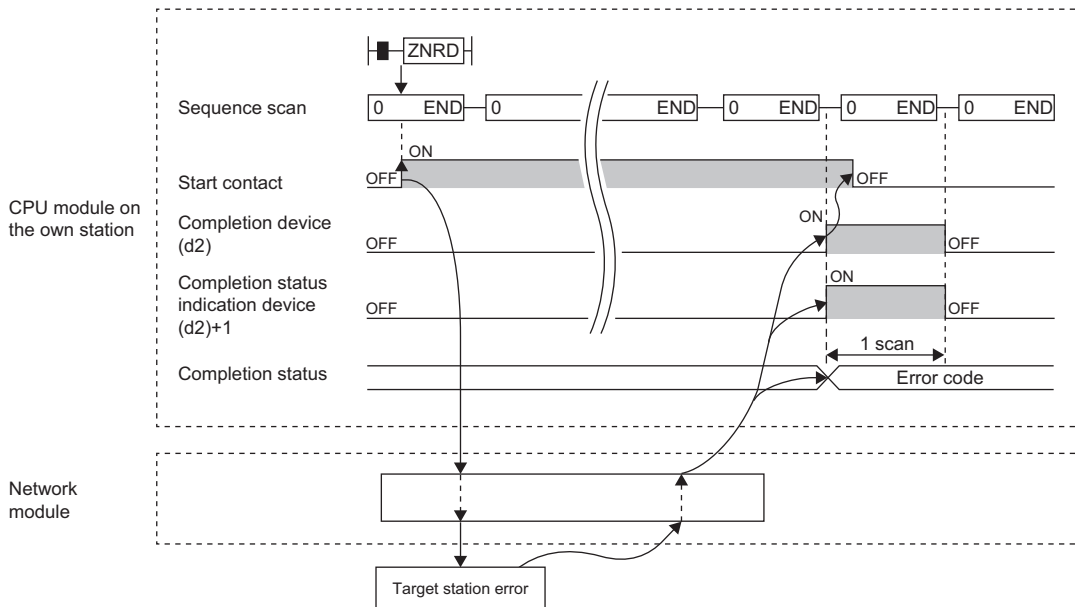 ZNRD
Sequence scan
0 END 0 END 0 END 0 END 0 END
ON
Start contact
OFF
OFF
CPU module on
the own station
Completion device
(d2)
ON
OFF
OFF
Completion status
indication device
(d2)+1
ON
OFF
OFF
1 scan
Completion status
Error code
Network
module
Target station error